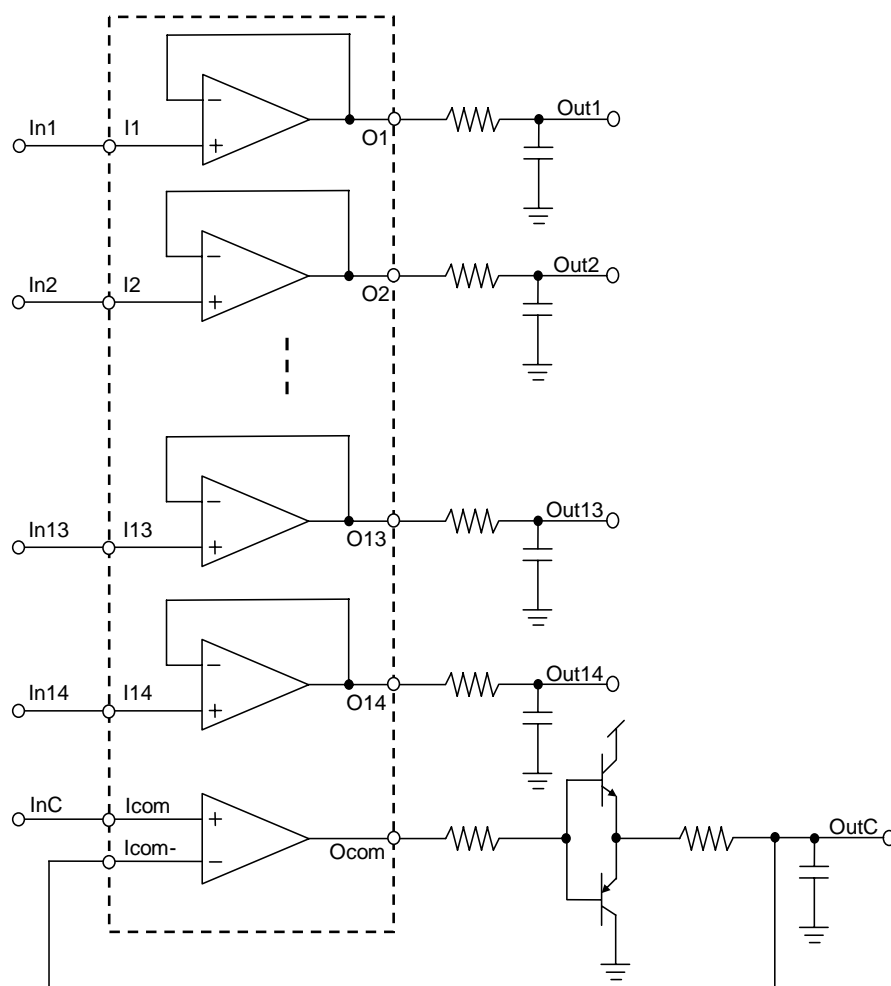 In1 I1 O1 Out1
In2 I2 O2 Out2
In13 I13 O13 Out13
In14 I14 O14 Out14
InC Icom
Icom- Ocom OutC